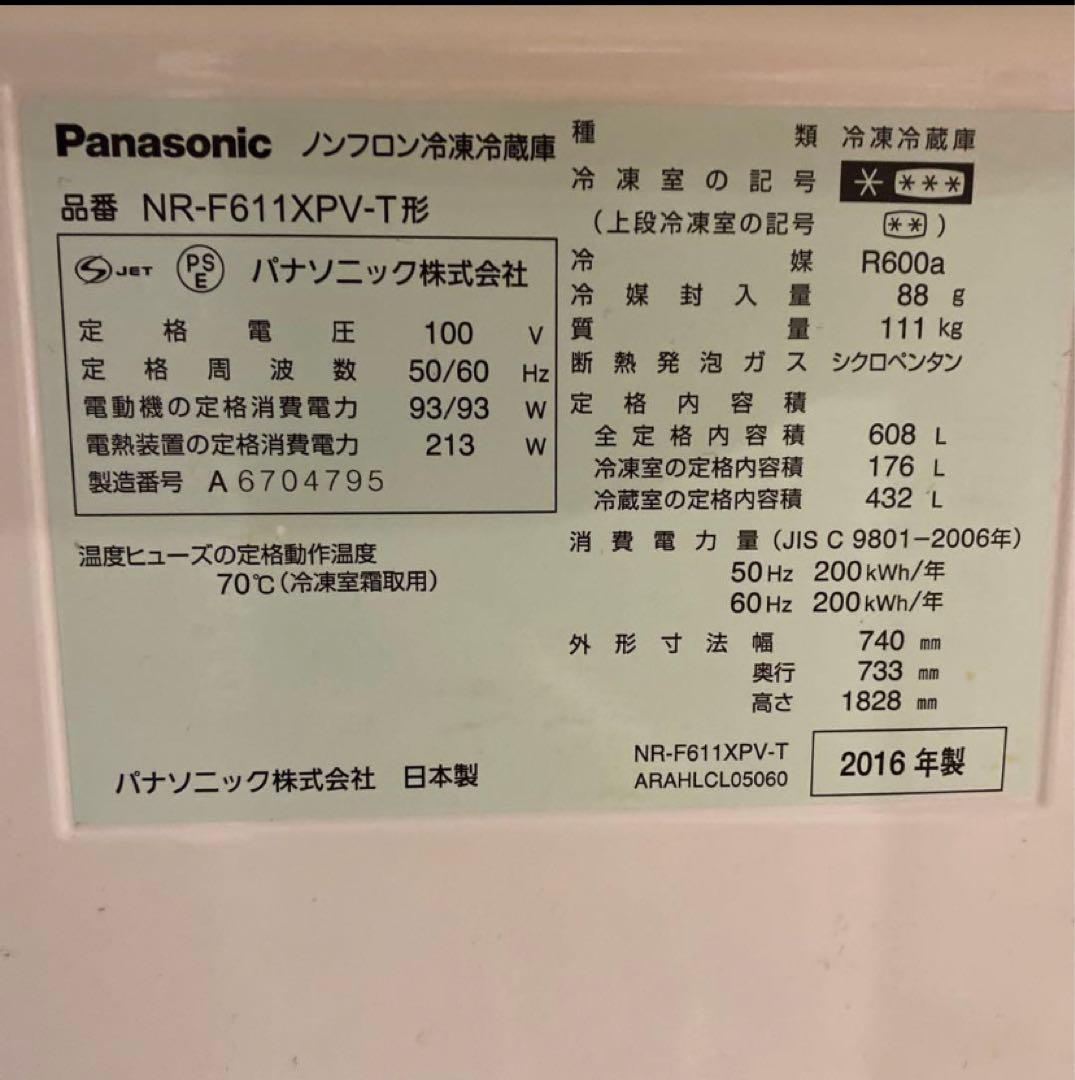 Panasonic ノンフロン冷凍冷蔵庫
品番 NR-F611XPV-T形
S JET PS E パナソニック株式会社
定格電圧 100 V
定格周波数 50/60 Hz
電動機の定格消費電力 93/93 W
電熱装置の定格消費電力 213 W
製造番号 A 6704795
温度ヒューズの定格動作温度
70℃(冷凍室霜取用)
パナソニック株式会社 日本製
種類 冷凍冷蔵庫
冷凍室の記号 * ***
(上段冷凍室の記号 **)
冷媒 R600a
冷媒封入量 88 g
質量 111 kg
断熱発泡ガス シクロペンタン
定格内容積
全定格内容積 608 L
冷凍室の定格内容積 176 L
冷蔵室の定格内容積 432 L
消費電力量(JIS C 9801-2006年)
50Hz 200kWh/年
60Hz 200kWh/年
外形寸法幅 740 mm
奥行 733 mm
高さ 1828 mm
NR-F611XPV-T
ARAHLCL05060
2016年製